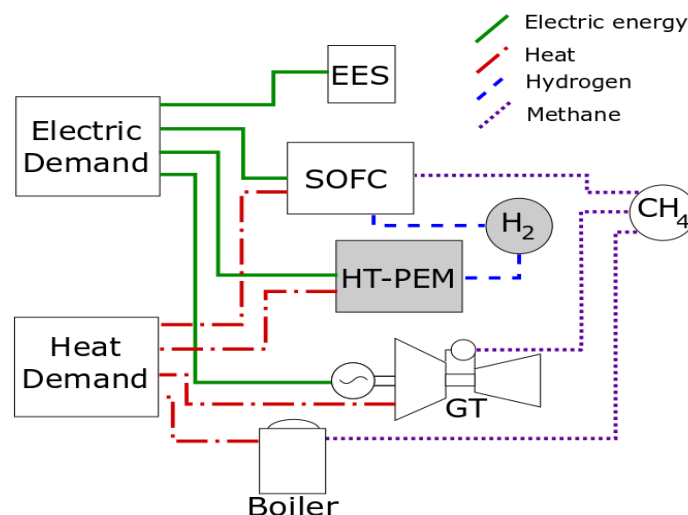 Electric energy
Heat
Hydrogen
Methane
EES
Electric
Demand
SOFC
CH4
H2
HT-PEM
Heat
Demand
GT
Boiler